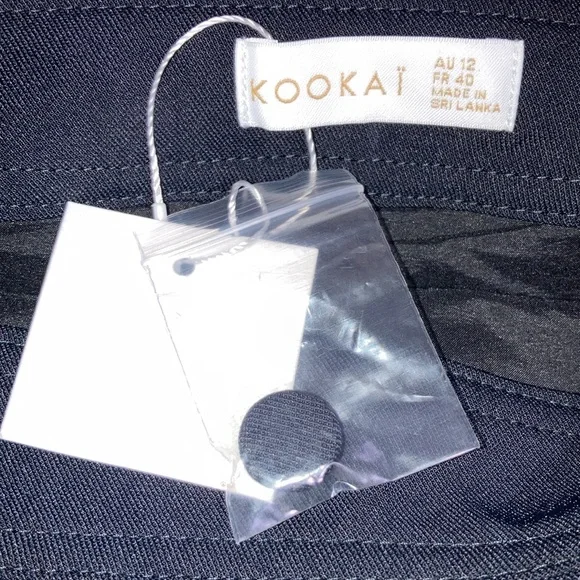 KOOKAÏ
AU 12
FR 40
MADE IN
SRI LANKA